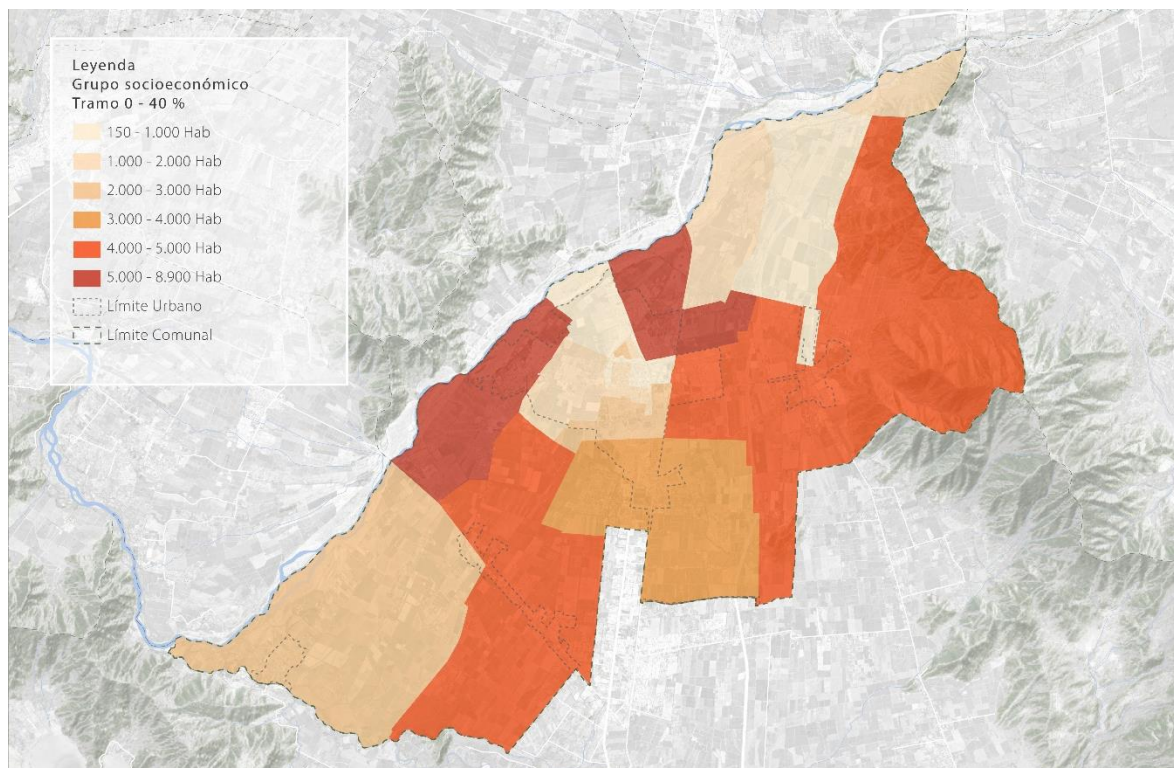 Leyenda
Grupo socioeconómico
Tramo 0 - 40 %
150 - 1.000 Hab
1.000 - 2.000 Hab
2.000 - 3.000 Hab
3.000 - 4.000 Hab
4.000 - 5.000 Hab
5.000 - 8.900 Hab
Límite Urbano
Límite Comunal